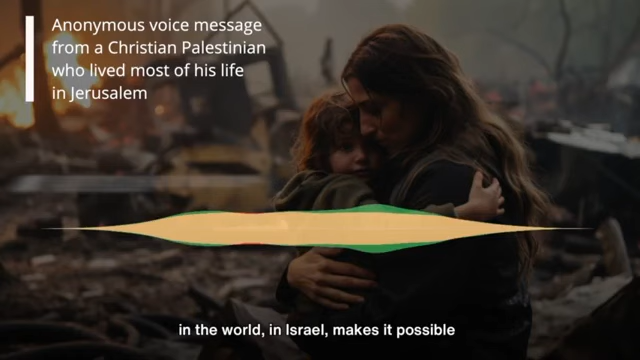 Anonymous voice message
from a Christian Palestinian
who lived most of his life
in Jerusalem
in the world, in Israel, makes it possible